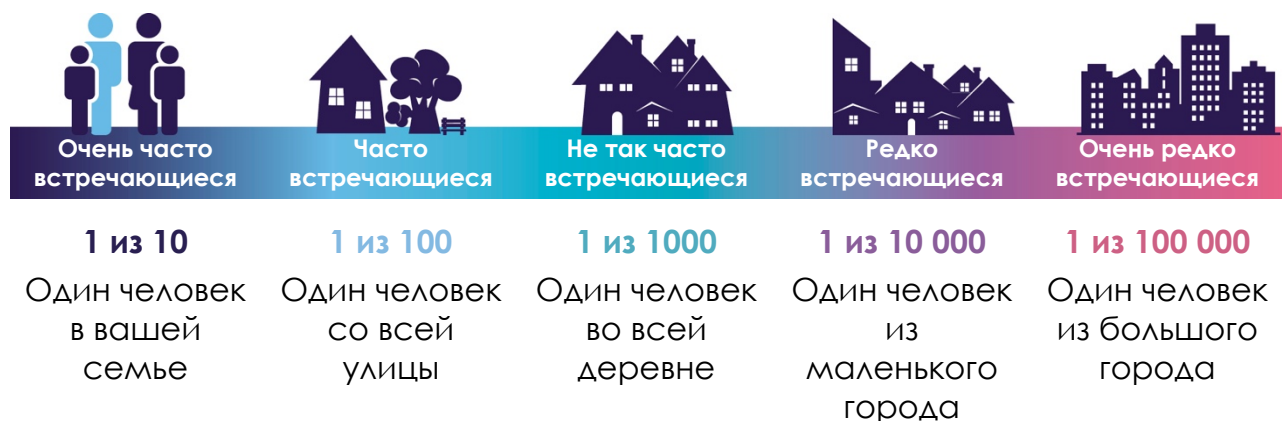 Очень часто
встречающиеся
1 из 10
Один человек
в вашей
семье
Часто
встречающиеся
1 из 100
Один человек
со всей
улицы
Не так часто
встречающиеся
1 из 1000
Один человек
во всей
деревне
Редко
встречающиеся
1 из 10 000
Один человек
из
маленького
города
Очень редко
встречающиеся
1 из 100 000
Один человек
из большого
города